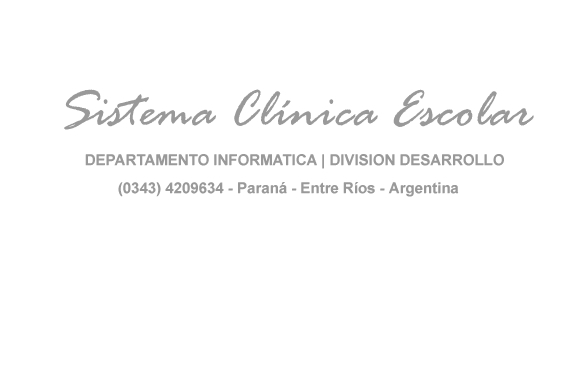 Sistema Clínica Escolar
DEPARTAMENTO INFORMATICA | DIVISION DESARROLLO
(0343) 4209634 - Paraná - Entre Ríos - Argentina